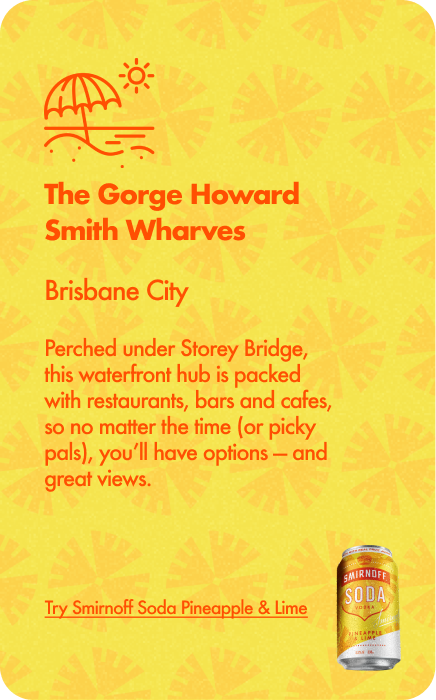 The Gorge Howard
Smith Wharves
Brisbane City
Perched under Storey Bridge,
this waterfront hub is packed
with restaurants, bars and cafes,
so no matter the time (or picky
pals), you'll have options — and
great views.
Try Smirnoff Soda Pineapple & Lime
SMIRNOFF
SODA
VODKA
PINEAPPLE
& LIME